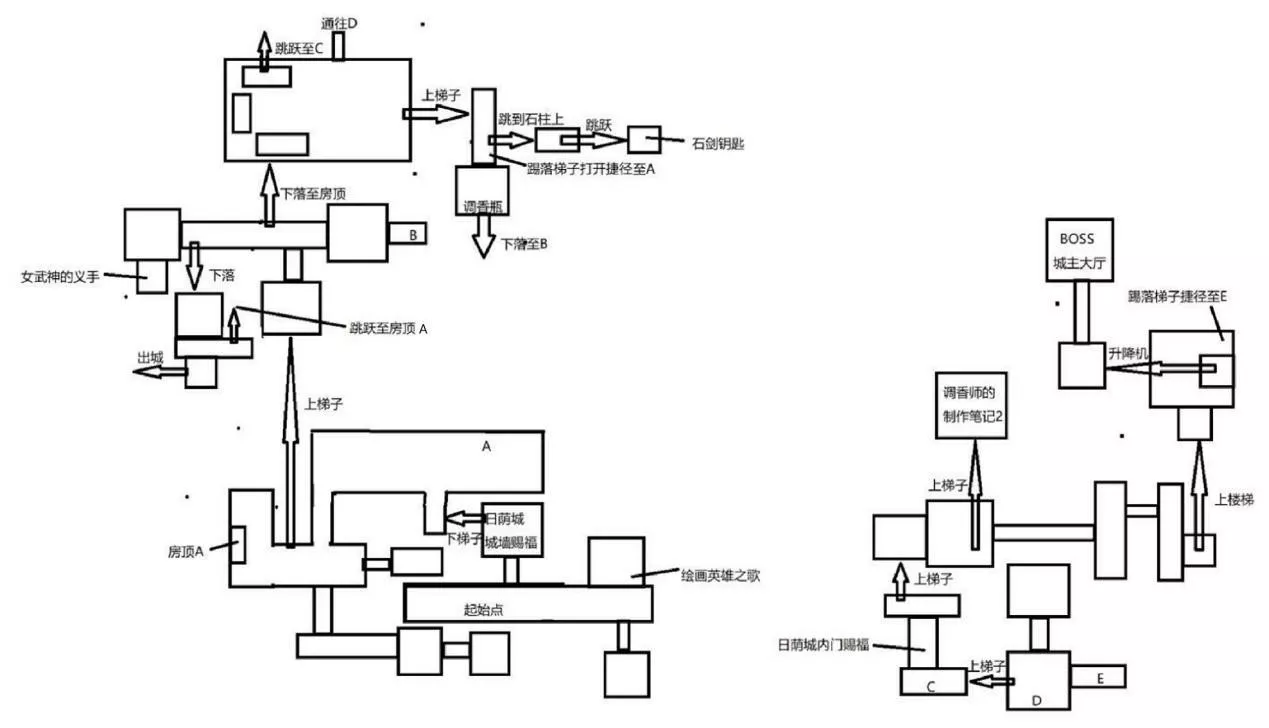 通往D
跳跃至C
上梯子
跳到石柱上
跳跃
石剑钥匙
踢落梯子打开捷径至A
调香瓶
下落至B
下落至房顶
B
女武神的义手
下落
跳跃至房顶 A
出城
上梯子
A
房顶A
日荫城
城墙赐福
下梯子
起始点
绘画英雄之歌
BOSS
城主大厅
踢落梯子捷径至E
升降机
调香师的
制作笔记2
上梯子
上楼梯
上梯子
日荫城内门赐福
上梯子
C
D
E